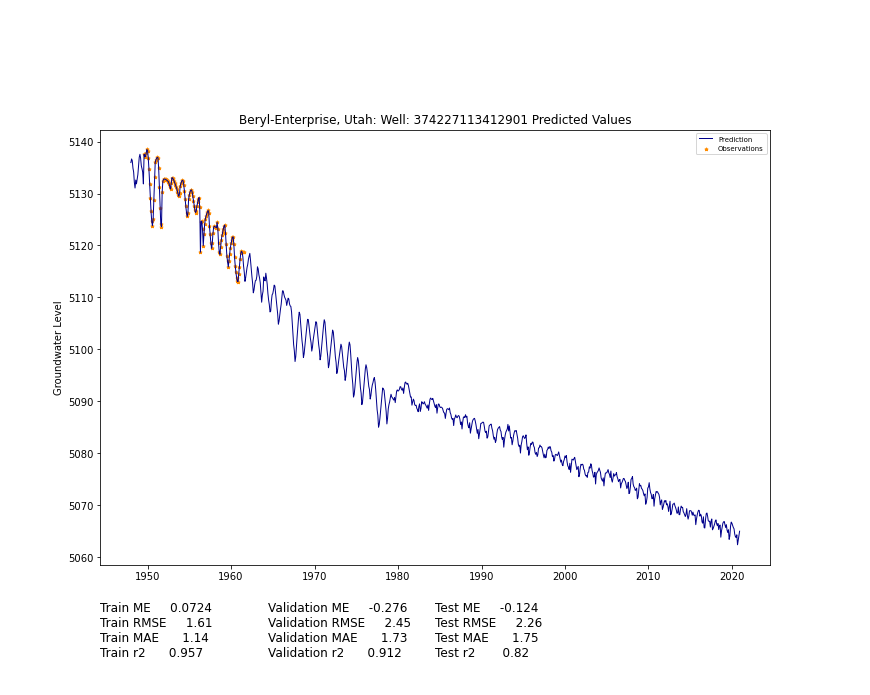 Beryl-Enterprise, Utah: Well: 374227113412901 Predicted Values
Prediction
Observations
Groundwater Level
5140
5130
5120
5110
5100
5090
5080
5070
5060
1950 1960 1970 1980 1990 2000 2010 2020
Train ME 0.0724 Validation ME -0.276 Test ME -0.124
Train RMSE 1.61 Validation RMSE 2.45 Test RMSE 2.26
Train MAE 1.14 Validation MAE 1.73 Test MAE 1.75
Train r2 0.957 Validation r2 0.912 Test r2 0.82